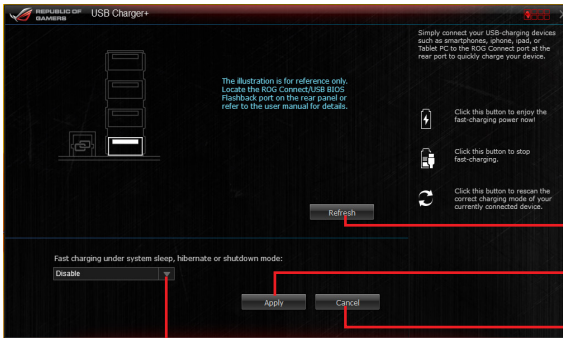 REPUBLIC OF
GAMERS
USB Charger+
Simply connect your USB-charging devices
such as smartphones, iphone, ipad, or
Tablet PC to the ROG Connect port at the
rear port to quickly charge your device.
The illustration is for reference only.
Locate the ROG Connect/USB BIOS
Flashback port on the rear panel or
refer to the user manual for details.
Click this button to enjoy the
fast-charging power now!
Click this button to stop
fast-charging.
Click this button to rescan the
correct charging mode of your
currently connected device.
Refresh
Fast charging under system sleep, hibernate or shutdown mode:
Disable
Apply
Cancel